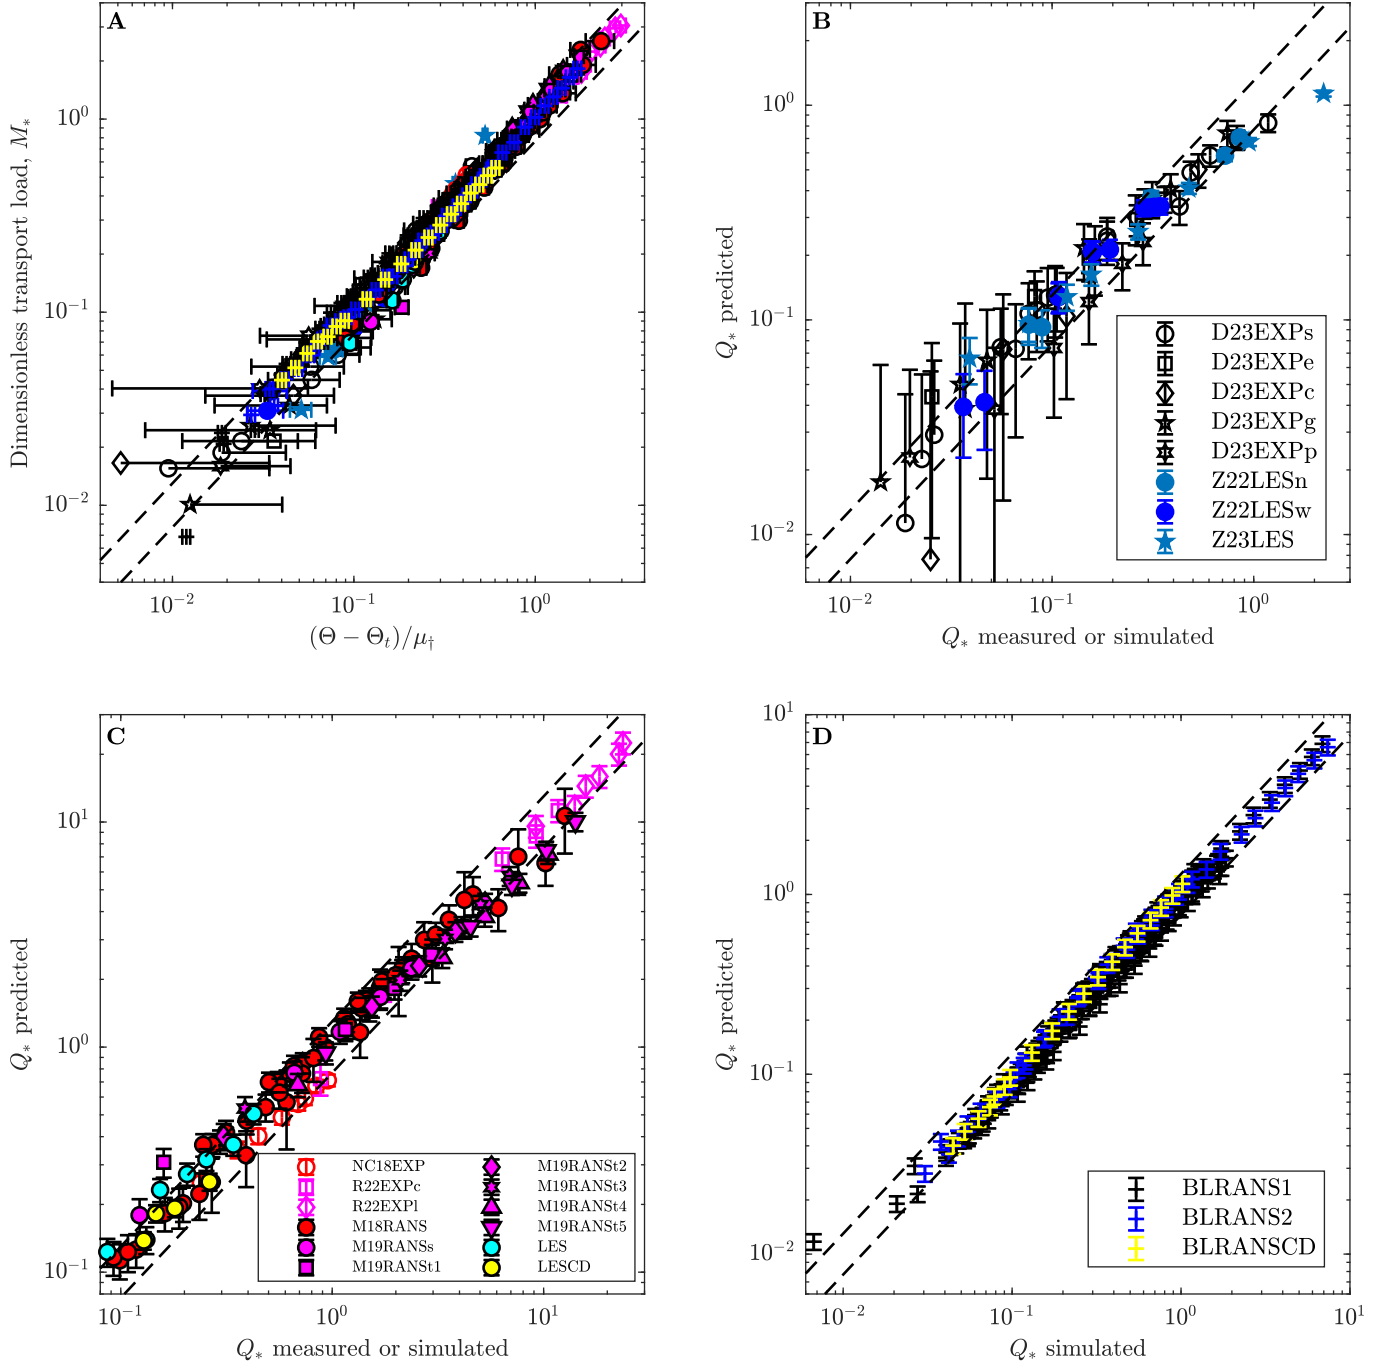 A
10^0
10^{-1}
10^{-2}
Dimensionless transport load, M_*
10^{-2}
10^{-1}
10^0
(Θ − Θ_t)/μ_†
B
10^0
10^{-1}
10^{-2}
Q_* predicted
D23EXPs
D23EXPe
D23EXPc
D23EXPg
D23EXPp
Z22LESn
Z22LESw
Z23LES
10^{-2}
10^{-1}
10^0
Q_* measured or simulated
C
10^1
10^0
10^{-1}
Q_* predicted
NC18EXP
R22EXPc
R22EXPl
M18RANS
M19RANSs
M19RANSt1
M19RANSt2
M19RANSt3
M19RANSt4
M19RANSt5
LES
LESCD
10^{-1}
10^0
10^1
Q_* measured or simulated
D
10^1
10^0
10^{-1}
10^{-2}
Q_* predicted
BLRANS1
BLRANS2
BLRANSCD
10^{-2}
10^{-1}
10^0
10^1
Q_* simulated